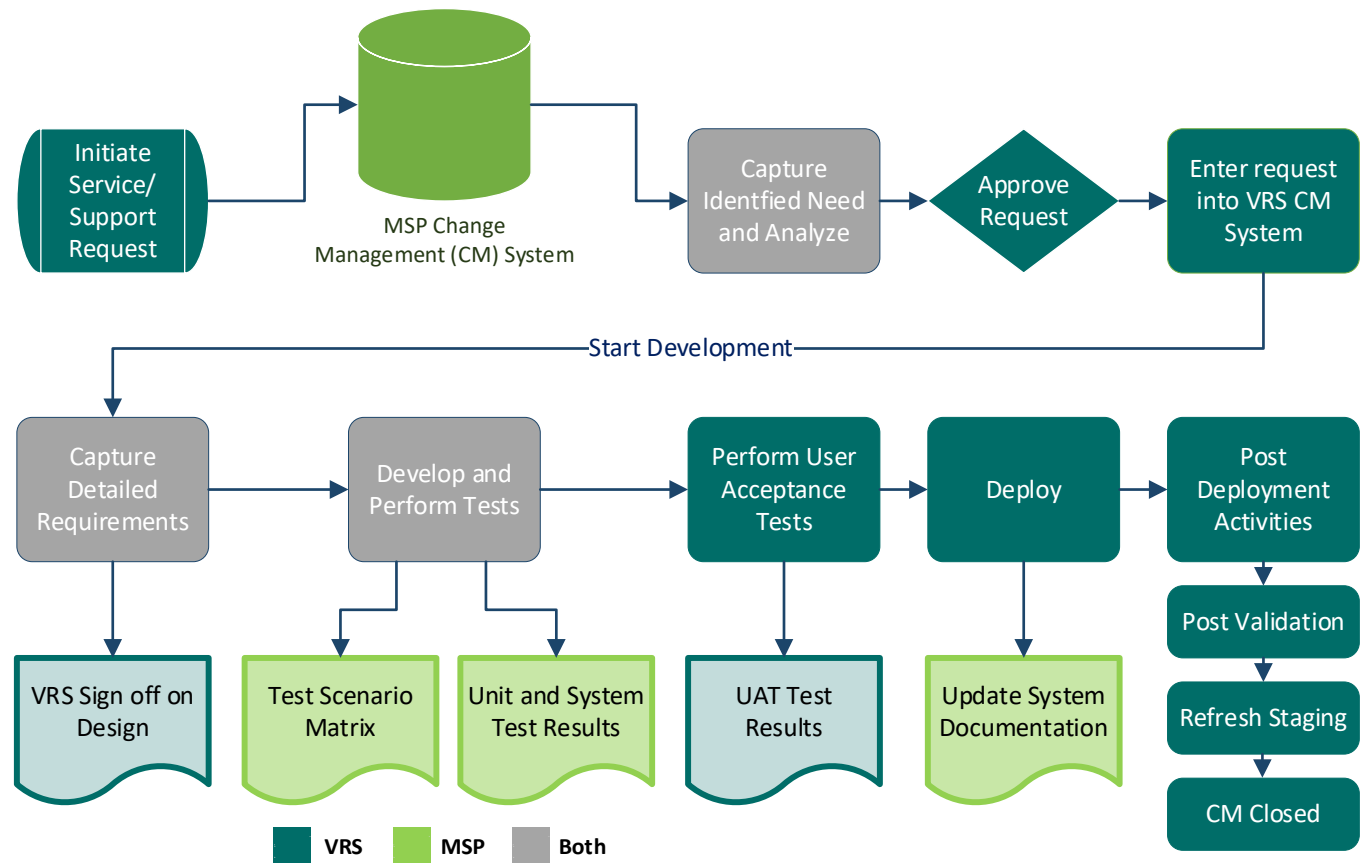 Initiate
Service/
Support
Request
MSP Change
Management (CM) System
Capture
Identfied Need
and Analyze
Approve
Request
Enter request
into VRS CM
System
Start Development
Capture
Detailed
Requirements
Develop and
Perform Tests
Perform User
Acceptance
Tests
Deploy
Post
Deployment
Activities
VRS Sign off on
Design
Test Scenario
Matrix
Unit and System
Test Results
UAT Test
Results
Update System
Documentation
Post Validation
Refresh Staging
CM Closed
VRS
MSP
Both